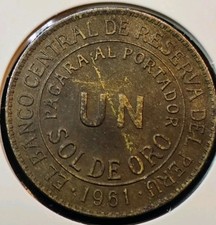 EL BANCO CENTRAL DE RESERVA DEL PERU
PAGARA AL PORTADOR
UN
SOL DE ORO
1961